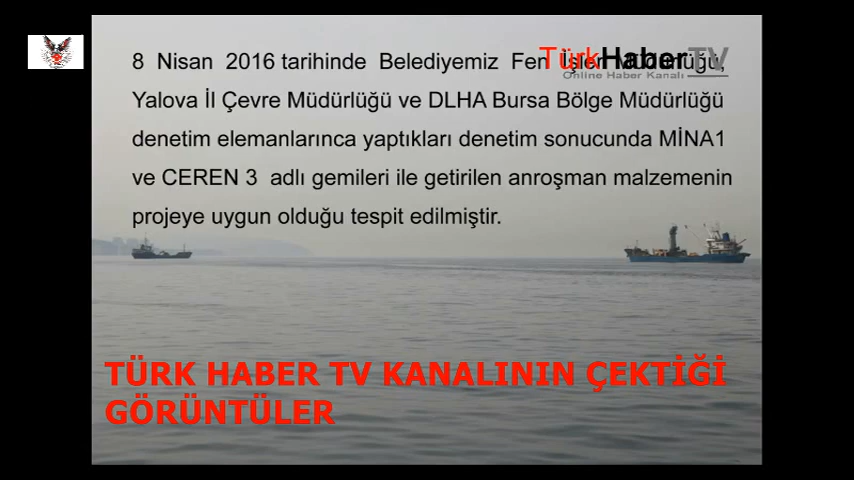 8 Nisan 2016 tarihinde Belediyemiz Fen İşleri Müdürlüğü,
TürkHaberTV
Online Haber Kanalı
Yalova İl Çevre Müdürlüğü ve DLHA Bursa Bölge Müdürlüğü
denetim elemanlarınca yaptıkları denetim sonucunda MİNA1
ve CEREN 3 adlı gemileri ile getirilen anroşman malzemenin
projeye uygun olduğu tespit edilmiştir.
TÜRK HABER TV KANALININ ÇEKTİĞİ
GÖRÜNTÜLER